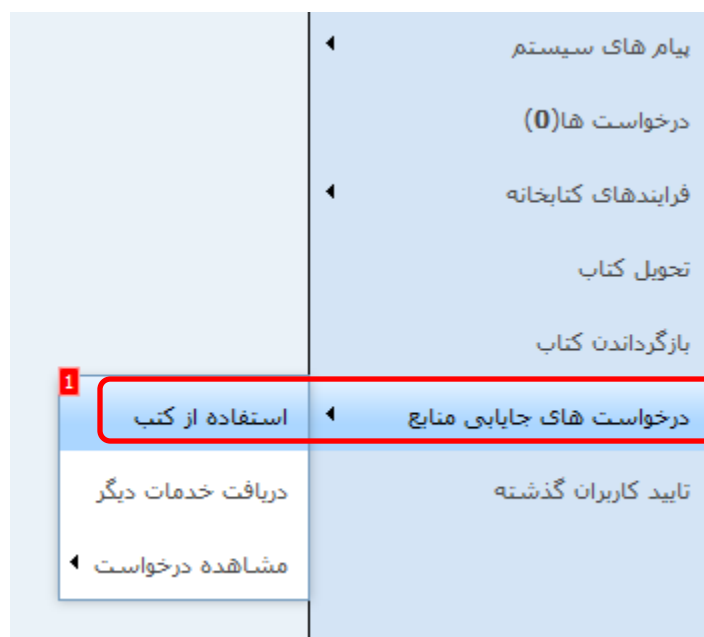 پیام های سیستم
درخواست ها(0)
فرایندهای کتابخانه
تحویل کتاب
بازگرداندن کتاب
درخواست های جایابی منابع
تایید کاربران گذشته
1
استفاده از کتب
دریافت خدمات دیگر
مشاهده درخواست